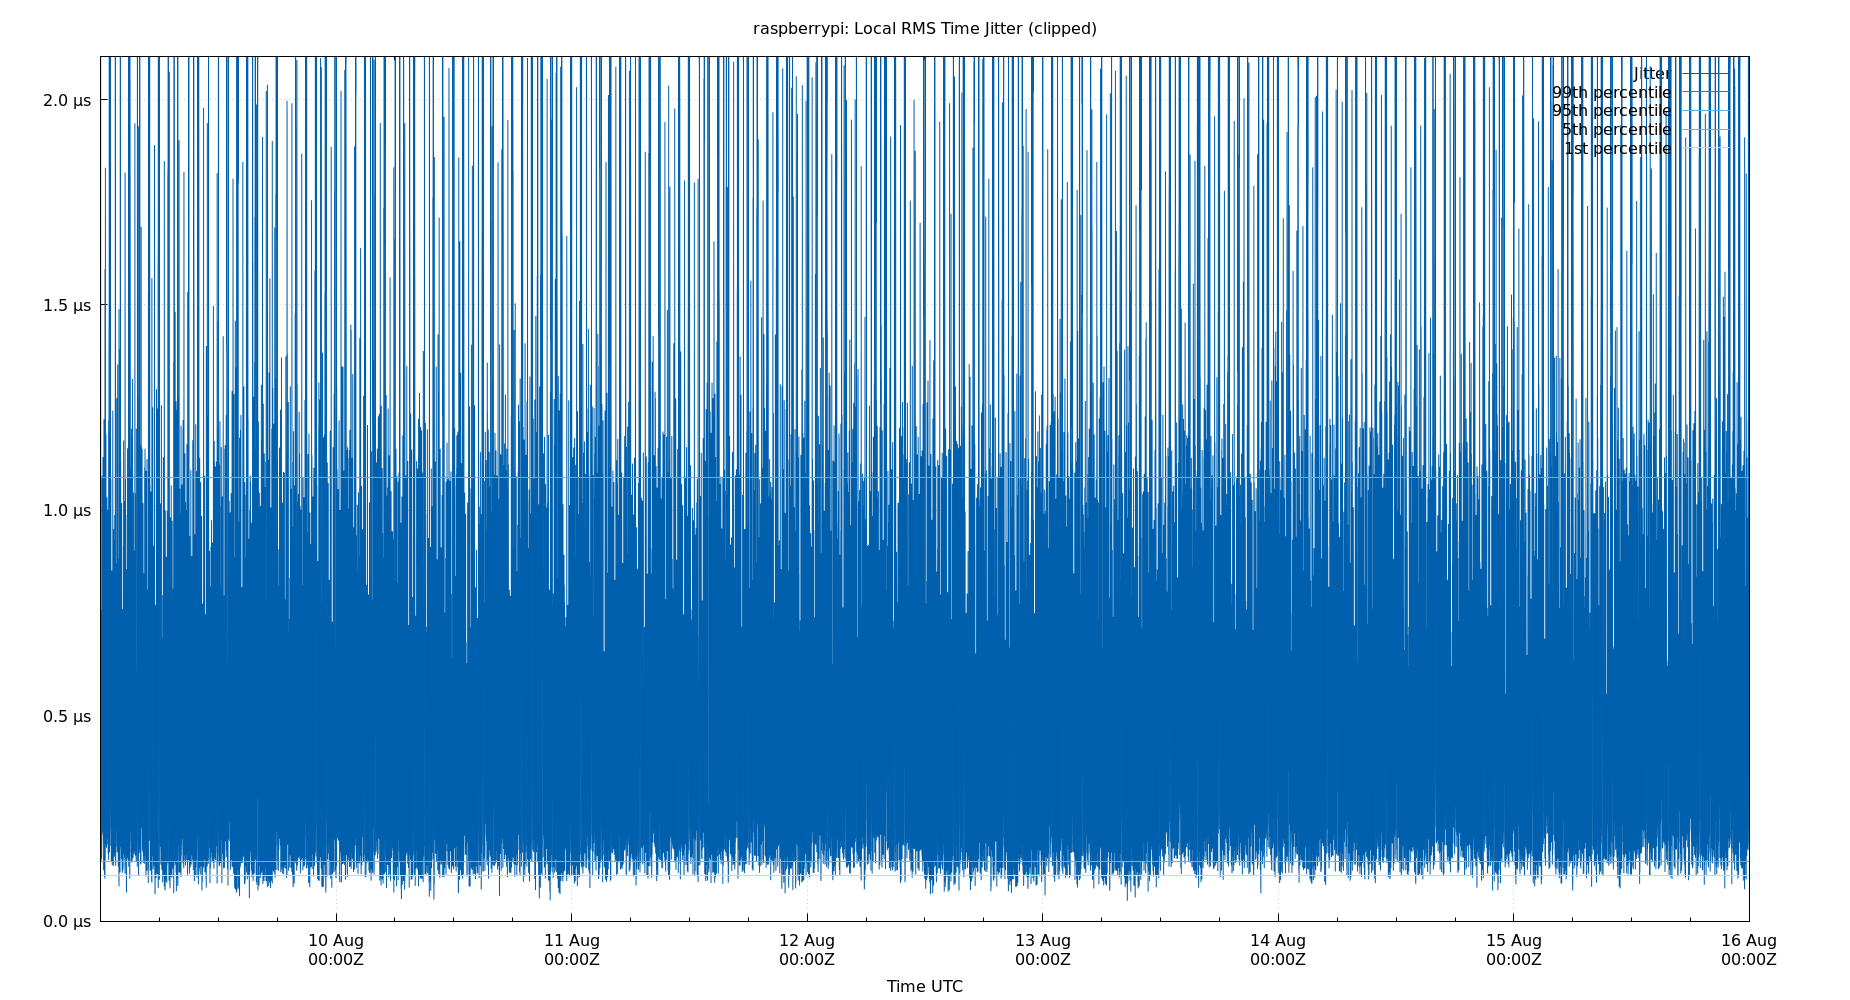 raspberrypi: Local RMS Time Jitter (clipped)
2.0 µs
1.5 µs
1.0 µs
0.5 µs
0.0 µs
Jitter
99th percentile
95th percentile
5th percentile
1st percentile
10 Aug
00:00Z
11 Aug
00:00Z
12 Aug
00:00Z
13 Aug
00:00Z
14 Aug
00:00Z
15 Aug
00:00Z
16 Aug
00:00Z
Time UTC